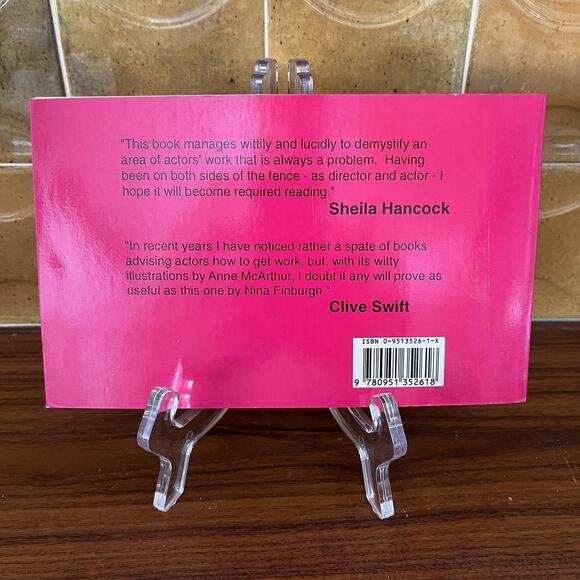 "This book manages wittily and lucidly to demystify an
area of actors' work that is always a problem. Having
been on both sides of the fence - as director and actor - I
hope it will become required reading."
Sheila Hancock
"In recent years I have noticed rather a spate of books
advising actors how to get work, but, with its witty
illustrations by Anne McArthur, I doubt if any will prove as
useful as this one by Nina Finburgh."
Clive Swift
ISBN 0-9513526-1-X
9 780951 352618